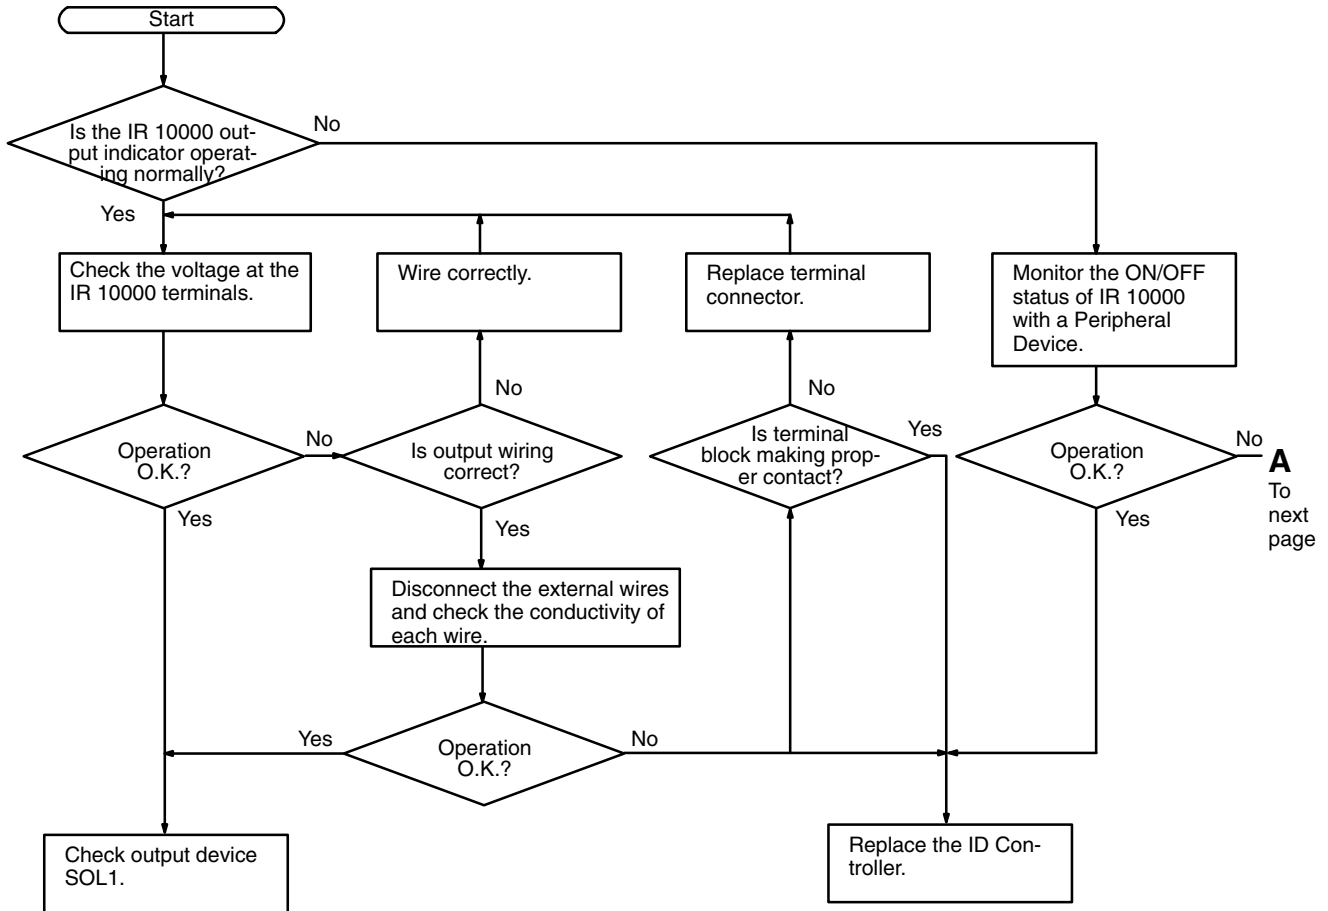 Start
Is the IR 10000 out-
put indicator operat-
ing normally?
No
Yes
Check the voltage at the
IR 10000 terminals.
Wire correctly.
Replace terminal
connector.
Monitor the ON/OFF
status of IR 10000
with a Peripheral
Device.
No
No
Operation
O.K.?
No
Is output wiring
correct?
Is terminal
block making prop-
er contact?
Yes
Operation
O.K.?
No
A
To
next
page
Yes
Yes
Yes
Disconnect the external wires
and check the conductivity of
each wire.
Yes
Operation
O.K.?
No
Check output device
SOL1.
Replace the ID Con-
troller.